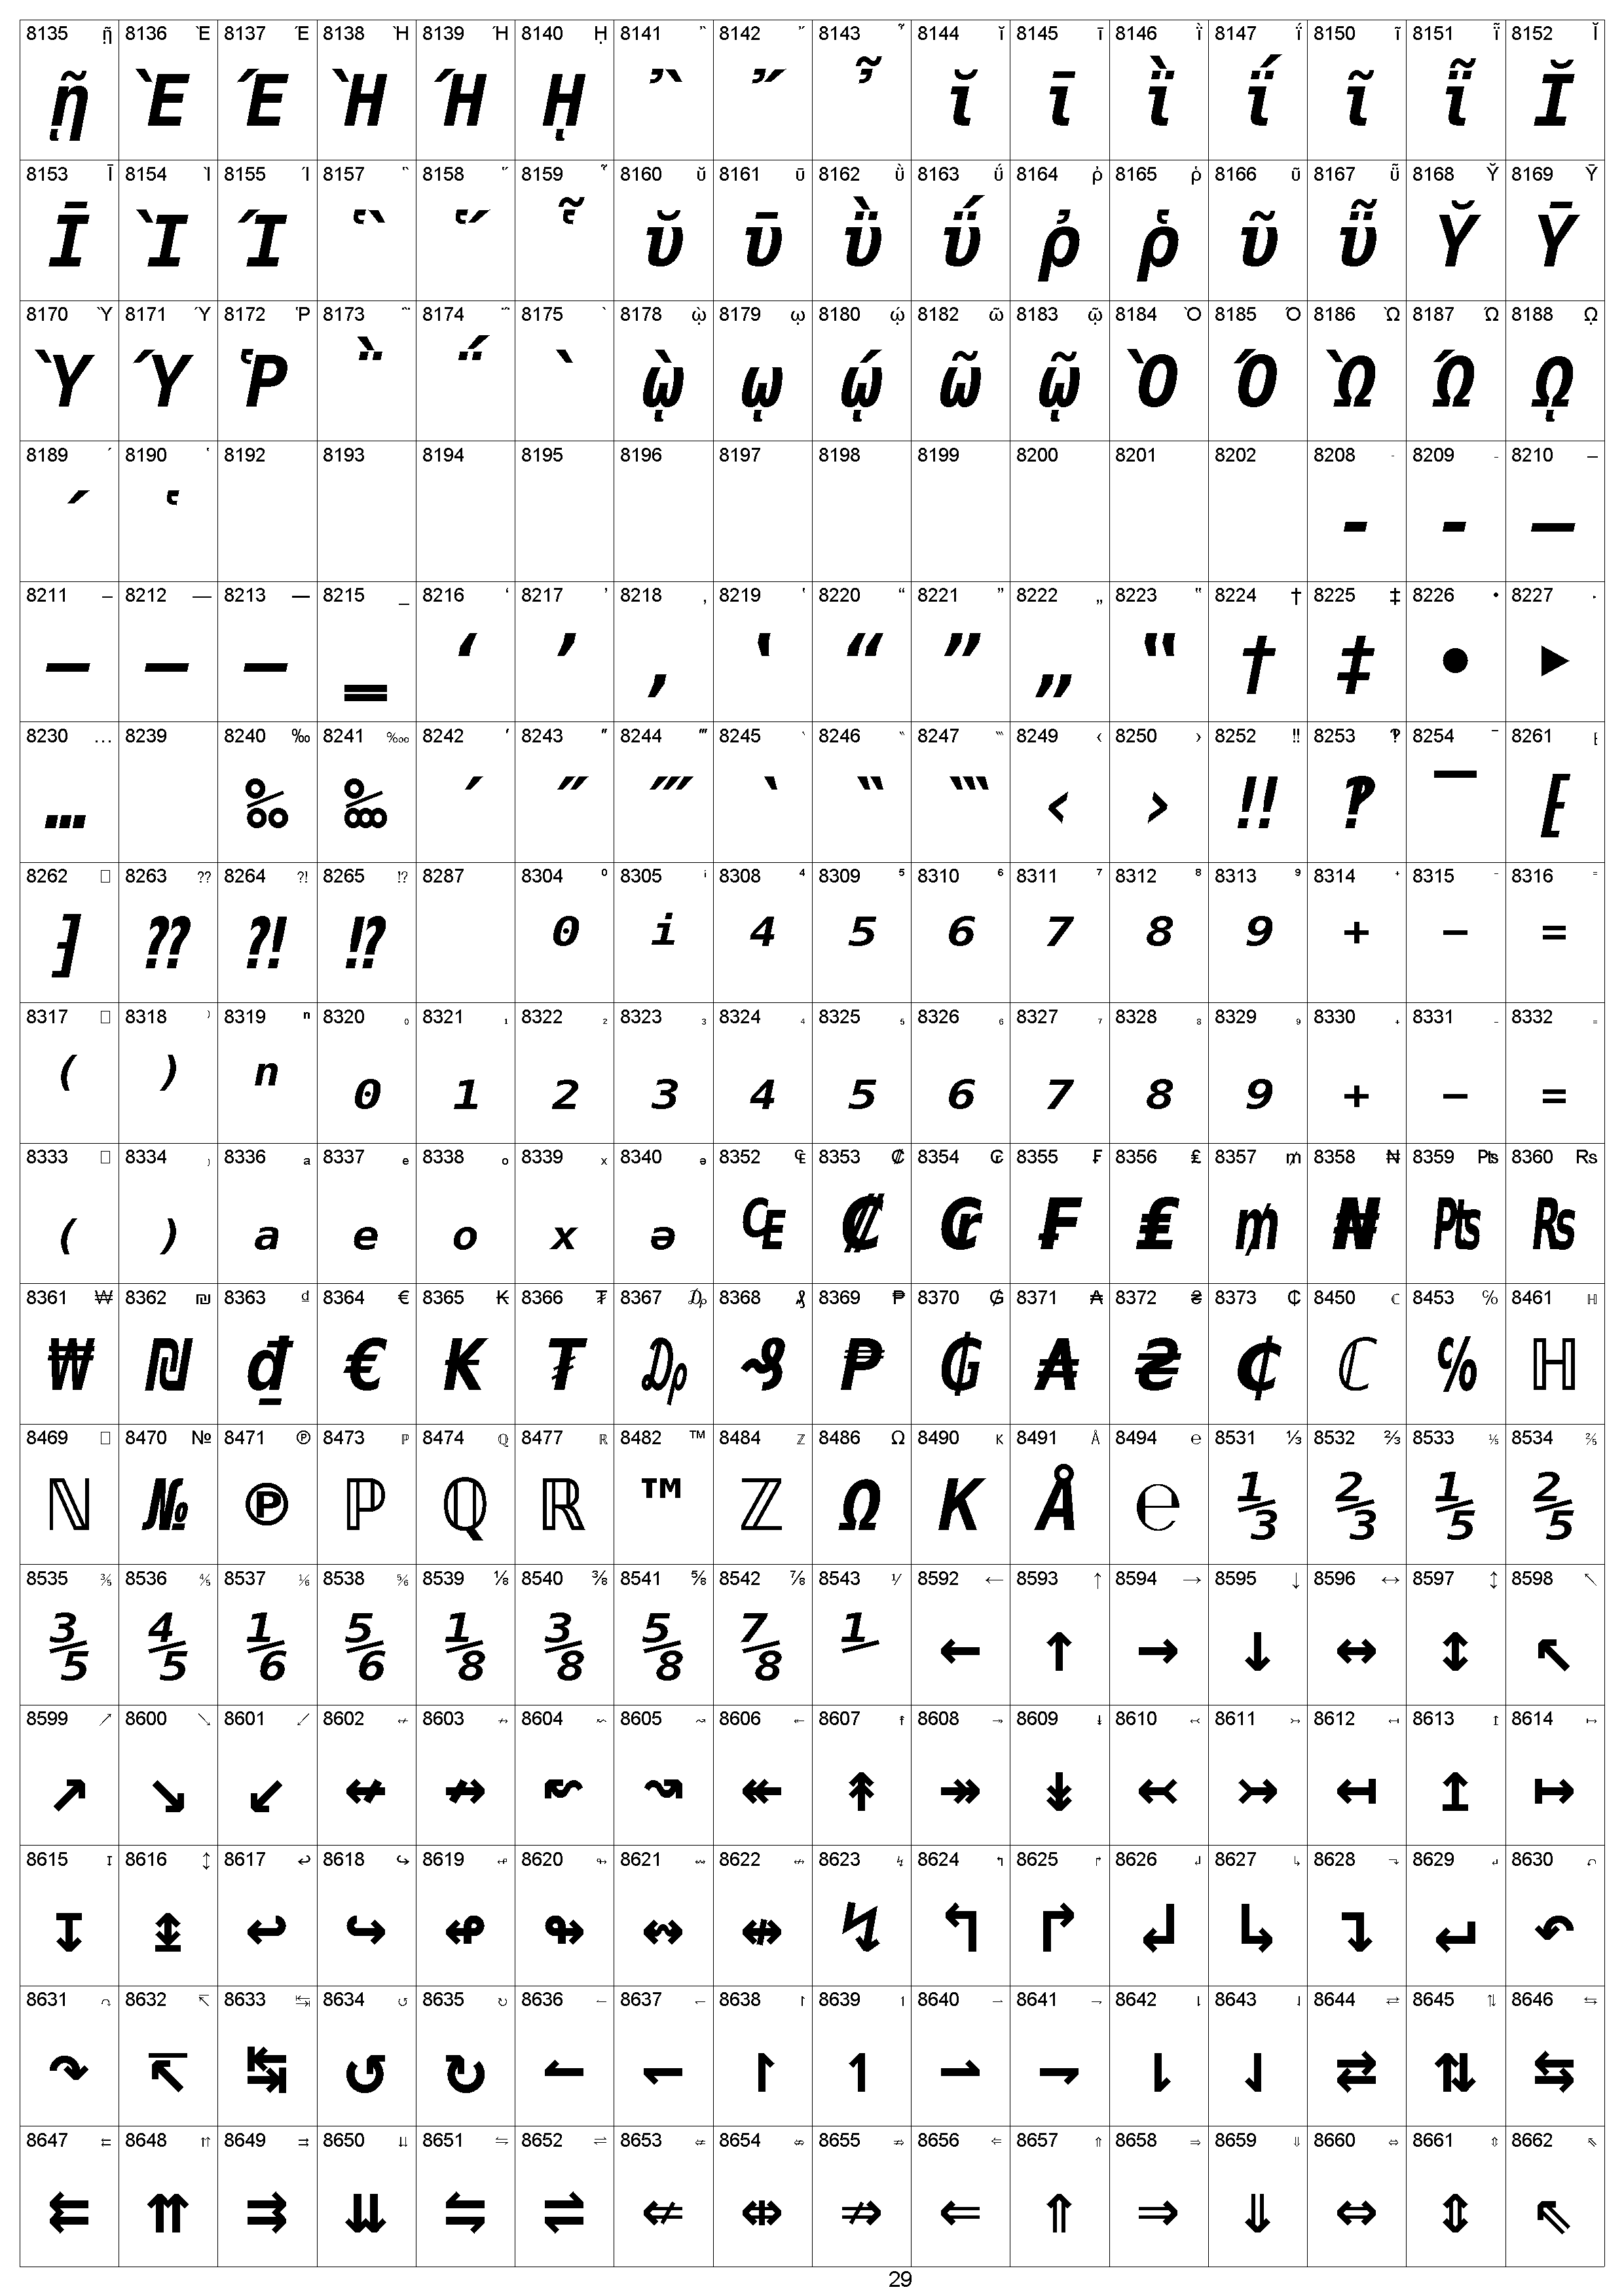 8135 ῇ 8136 Ὲ 8137 Έ 8138 Ὴ 8139 Ή 8140 ῌ 8141 ῍ 8142 ῎ 8143 ῏ 8144 ῐ 8145 ῑ 8146 ῒ 8147 ΐ 8150 ῖ 8151 ῗ 8152 Ῐ
ῇ Ὲ Έ Ὴ Ή ῌ ῍ ῎ ῏ ῐ ῑ ῒ ΐ ῖ ῗ Ῐ
8153 Ῑ 8154 Ὶ 8155 Ί 8157 ῝ 8158 ῞ 8159 ῟ 8160 ῠ 8161 ῡ 8162 ῢ 8163 ΰ 8164 ῤ 8165 ῥ 8166 ῦ 8167 ῧ 8168 Ῠ 8169 Ῡ
Ῑ Ὶ Ί ῝ ῞ ῟ ῠ ῡ ῢ ΰ ῤ ῥ ῦ ῧ Ῠ Ῡ
8170 Ὺ 8171 Ύ 8172 Ῥ 8173 ῭ 8174 ΅ 8175 ` 8178 ῲ 8179 ῳ 8180 ῴ 8182 ῶ 8183 ῷ 8184 Ὸ 8185 Ό 8186 Ὼ 8187 Ώ 8188 ῼ
Ὺ Ύ Ῥ ῭ ΅ ` ῲ ῳ ῴ ῶ ῷ Ὸ Ό Ὼ Ώ ῼ
8189 ´ 8190 ῾ 8192 8193 8194 8195 8196 8197 8198 8199 8200 8201 8202 8208 ‐ 8209 ‑ 8210 ‒
´ ῾ ‐ ‑ ‒
8211 – 8212 — 8213 ― 8215 ‗ 8216 ‘ 8217 ’ 8218 ‚ 8219 ‛ 8220 “ 8221 ” 8222 „ 8223 ‟ 8224 † 8225 ‡ 8226 • 8227 ‣
– — ― ‗ ‘ ’ ‚ ‛ “ ” „ ‟ † ‡ • ‣
8230 … 8239 8240 ‰ 8241 ‱ 8242 ′ 8243 ″ 8244 ‴ 8245 ‵ 8246 ‶ 8247 ‷ 8249 ‹ 8250 › 8252 ‼ 8253 ‽ 8254 ‾ 8261 ⁅
… ‰ ‱ ′ ″ ‴ ‵ ‶ ‷ ‹ › ‼ ‽ ‾ ⁅
8262 □ 8263 ⁇ 8264 ⁈ 8265 ⁉ 8287 8304 ⁰ 8305 ⁱ 8308 ⁴ 8309 ⁵ 8310 ⁶ 8311 ⁷ 8312 ⁸ 8313 ⁹ 8314 ⁺ 8315 ⁻ 8316 ⁼
⁆ ⁇ ⁈ ⁉ ⁰ ⁱ ⁴ ⁵ ⁶ ⁷ ⁸ ⁹ ⁺ ⁻ ⁼
8317 □ 8318 ⁾ 8319 ⁿ 8320 ₀ 8321 ₁ 8322 ₂ 8323 ₃ 8324 ₄ 8325 ₅ 8326 ₆ 8327 ₇ 8328 ₈ 8329 ₉ 8330 ₊ 8331 ₋ 8332 ₌
⁽ ⁾ ⁿ ₀ ₁ ₂ ₃ ₄ ₅ ₆ ₇ ₈ ₉ ₊ ₋ ₌
8333 □ 8334 ₎ 8336 ₐ 8337 ₑ 8338 ₒ 8339 ₓ 8340 ₔ 8352 ₠ 8353 ₡ 8354 ₢ 8355 ₣ 8356 ₤ 8357 ₥ 8358 ₦ 8359 ₧ 8360 ₨
₍ ₎ ₐ ₑ ₒ ₓ ₔ ₠ ₡ ₢ ₣ ₤ ₥ ₦ ₧ ₨
8361 ₩ 8362 ₪ 8363 ₫ 8364 € 8365 ₭ 8366 ₮ 8367 ₯ 8368 ₰ 8369 ₱ 8370 ₲ 8371 ₳ 8372 ₴ 8373 ₵ 8450 ℂ 8453 ℅ 8461 ℍ
₩ ₪ ₫ € ₭ ₮ ₯ ₰ ₱ ₲ ₳ ₴ ₵ ℂ ℅ ℍ
8469 □ 8470 № 8471 ℗ 8473 ℙ 8474 ℚ 8477 ℝ 8482 ™ 8484 ℤ 8486 Ω 8490 K 8491 Å 8494 ℮ 8531 ⅓ 8532 ⅔ 8533 ⅕ 8534 ⅖
ℕ № ℗ ℙ ℚ ℝ ™ ℤ Ω K Å ℮ ⅓ ⅔ ⅕ ⅖
8535 ⅗ 8536 ⅘ 8537 ⅙ 8538 ⅚ 8539 ⅛ 8540 ⅜ 8541 ⅝ 8542 ⅞ 8543 ⅟ 8592 ← 8593 ↑ 8594 → 8595 ↓ 8596 ↔ 8597 ↕ 8598 ↖
⅗ ⅘ ⅙ ⅚ ⅛ ⅜ ⅝ ⅞ ⅟ ← ↑ → ↓ ↔ ↕ ↖
8599 ↗ 8600 ↘ 8601 ↙ 8602 ↚ 8603 ↛ 8604 ↜ 8605 ↝ 8606 ↞ 8607 ↟ 8608 ↠ 8609 ↡ 8610 ↢ 8611 ↣ 8612 ↤ 8613 ↥ 8614 ↦
↗ ↘ ↙ ↚ ↛ ↜ ↝ ↞ ↟ ↠ ↡ ↢ ↣ ↤ ↥ ↦
8615 ↧ 8616 ↨ 8617 ↩ 8618 ↪ 8619 ↫ 8620 ↬ 8621 ↭ 8622 ↮ 8623 ↯ 8624 ↰ 8625 ↱ 8626 ↲ 8627 ↳ 8628 ↴ 8629 ↵ 8630 ↶
↧ ↨ ↩ ↪ ↫ ↬ ↭ ↮ ↯ ↰ ↱ ↲ ↳ ↴ ↵ ↶
8631 ↷ 8632 ↸ 8633 ↹ 8634 ↺ 8635 ↻ 8636 ↼ 8637 ↽ 8638 ↾ 8639 ↿ 8640 ⇀ 8641 ⇁ 8642 ⇂ 8643 ⇃ 8644 ⇄ 8645 ⇅ 8646 ⇆
↷ ↸ ↹ ↺ ↻ ↼ ↽ ↾ ↿ ⇀ ⇁ ⇂ ⇃ ⇄ ⇅ ⇆
8647 ⇇ 8648 ⇈ 8649 ⇉ 8650 ⇊ 8651 ⇋ 8652 ⇌ 8653 ⇍ 8654 ⇎ 8655 ⇏ 8656 ⇐ 8657 ⇑ 8658 ⇒ 8659 ⇓ 8660 ⇔ 8661 ⇕ 8662 ⇖
⇇ ⇈ ⇉ ⇊ ⇋ ⇌ ⇍ ⇎ ⇏ ⇐ ⇑ ⇒ ⇓ ⇔ ⇕ ⇖
29